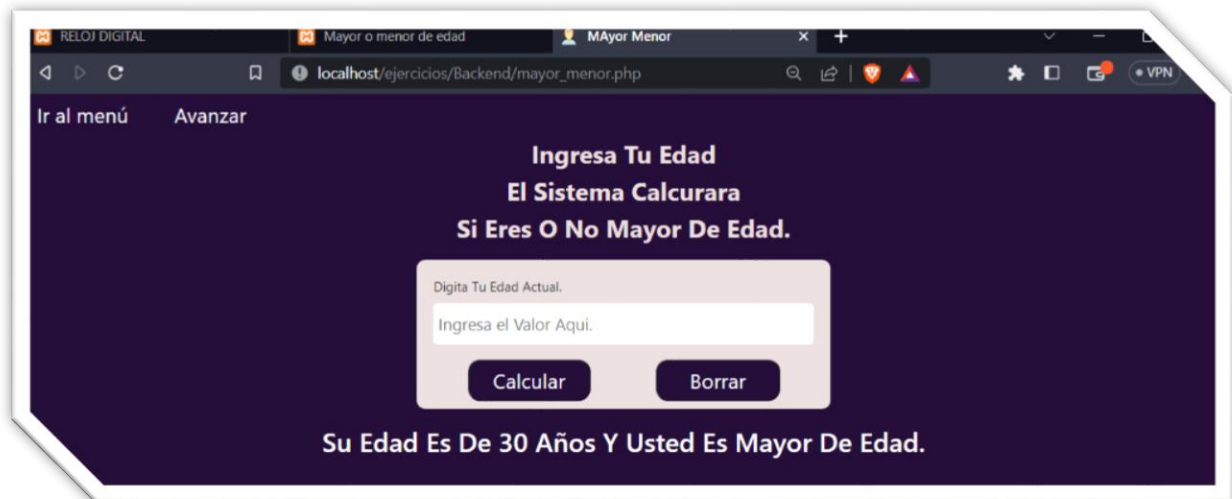 RELOJ DIGITAL Mayor o menor de edad MAyor Menor
localhost/ejercicios/Backend/mayor_menor.php VPN
Ir al menú Avanzar
Ingresa Tu Edad
El Sistema Calcurara
Si Eres O No Mayor De Edad.
Digita Tu Edad Actual.
Ingresa el Valor Aqui.
Calcular Borrar
Su Edad Es De 30 Años Y Usted Es Mayor De Edad.